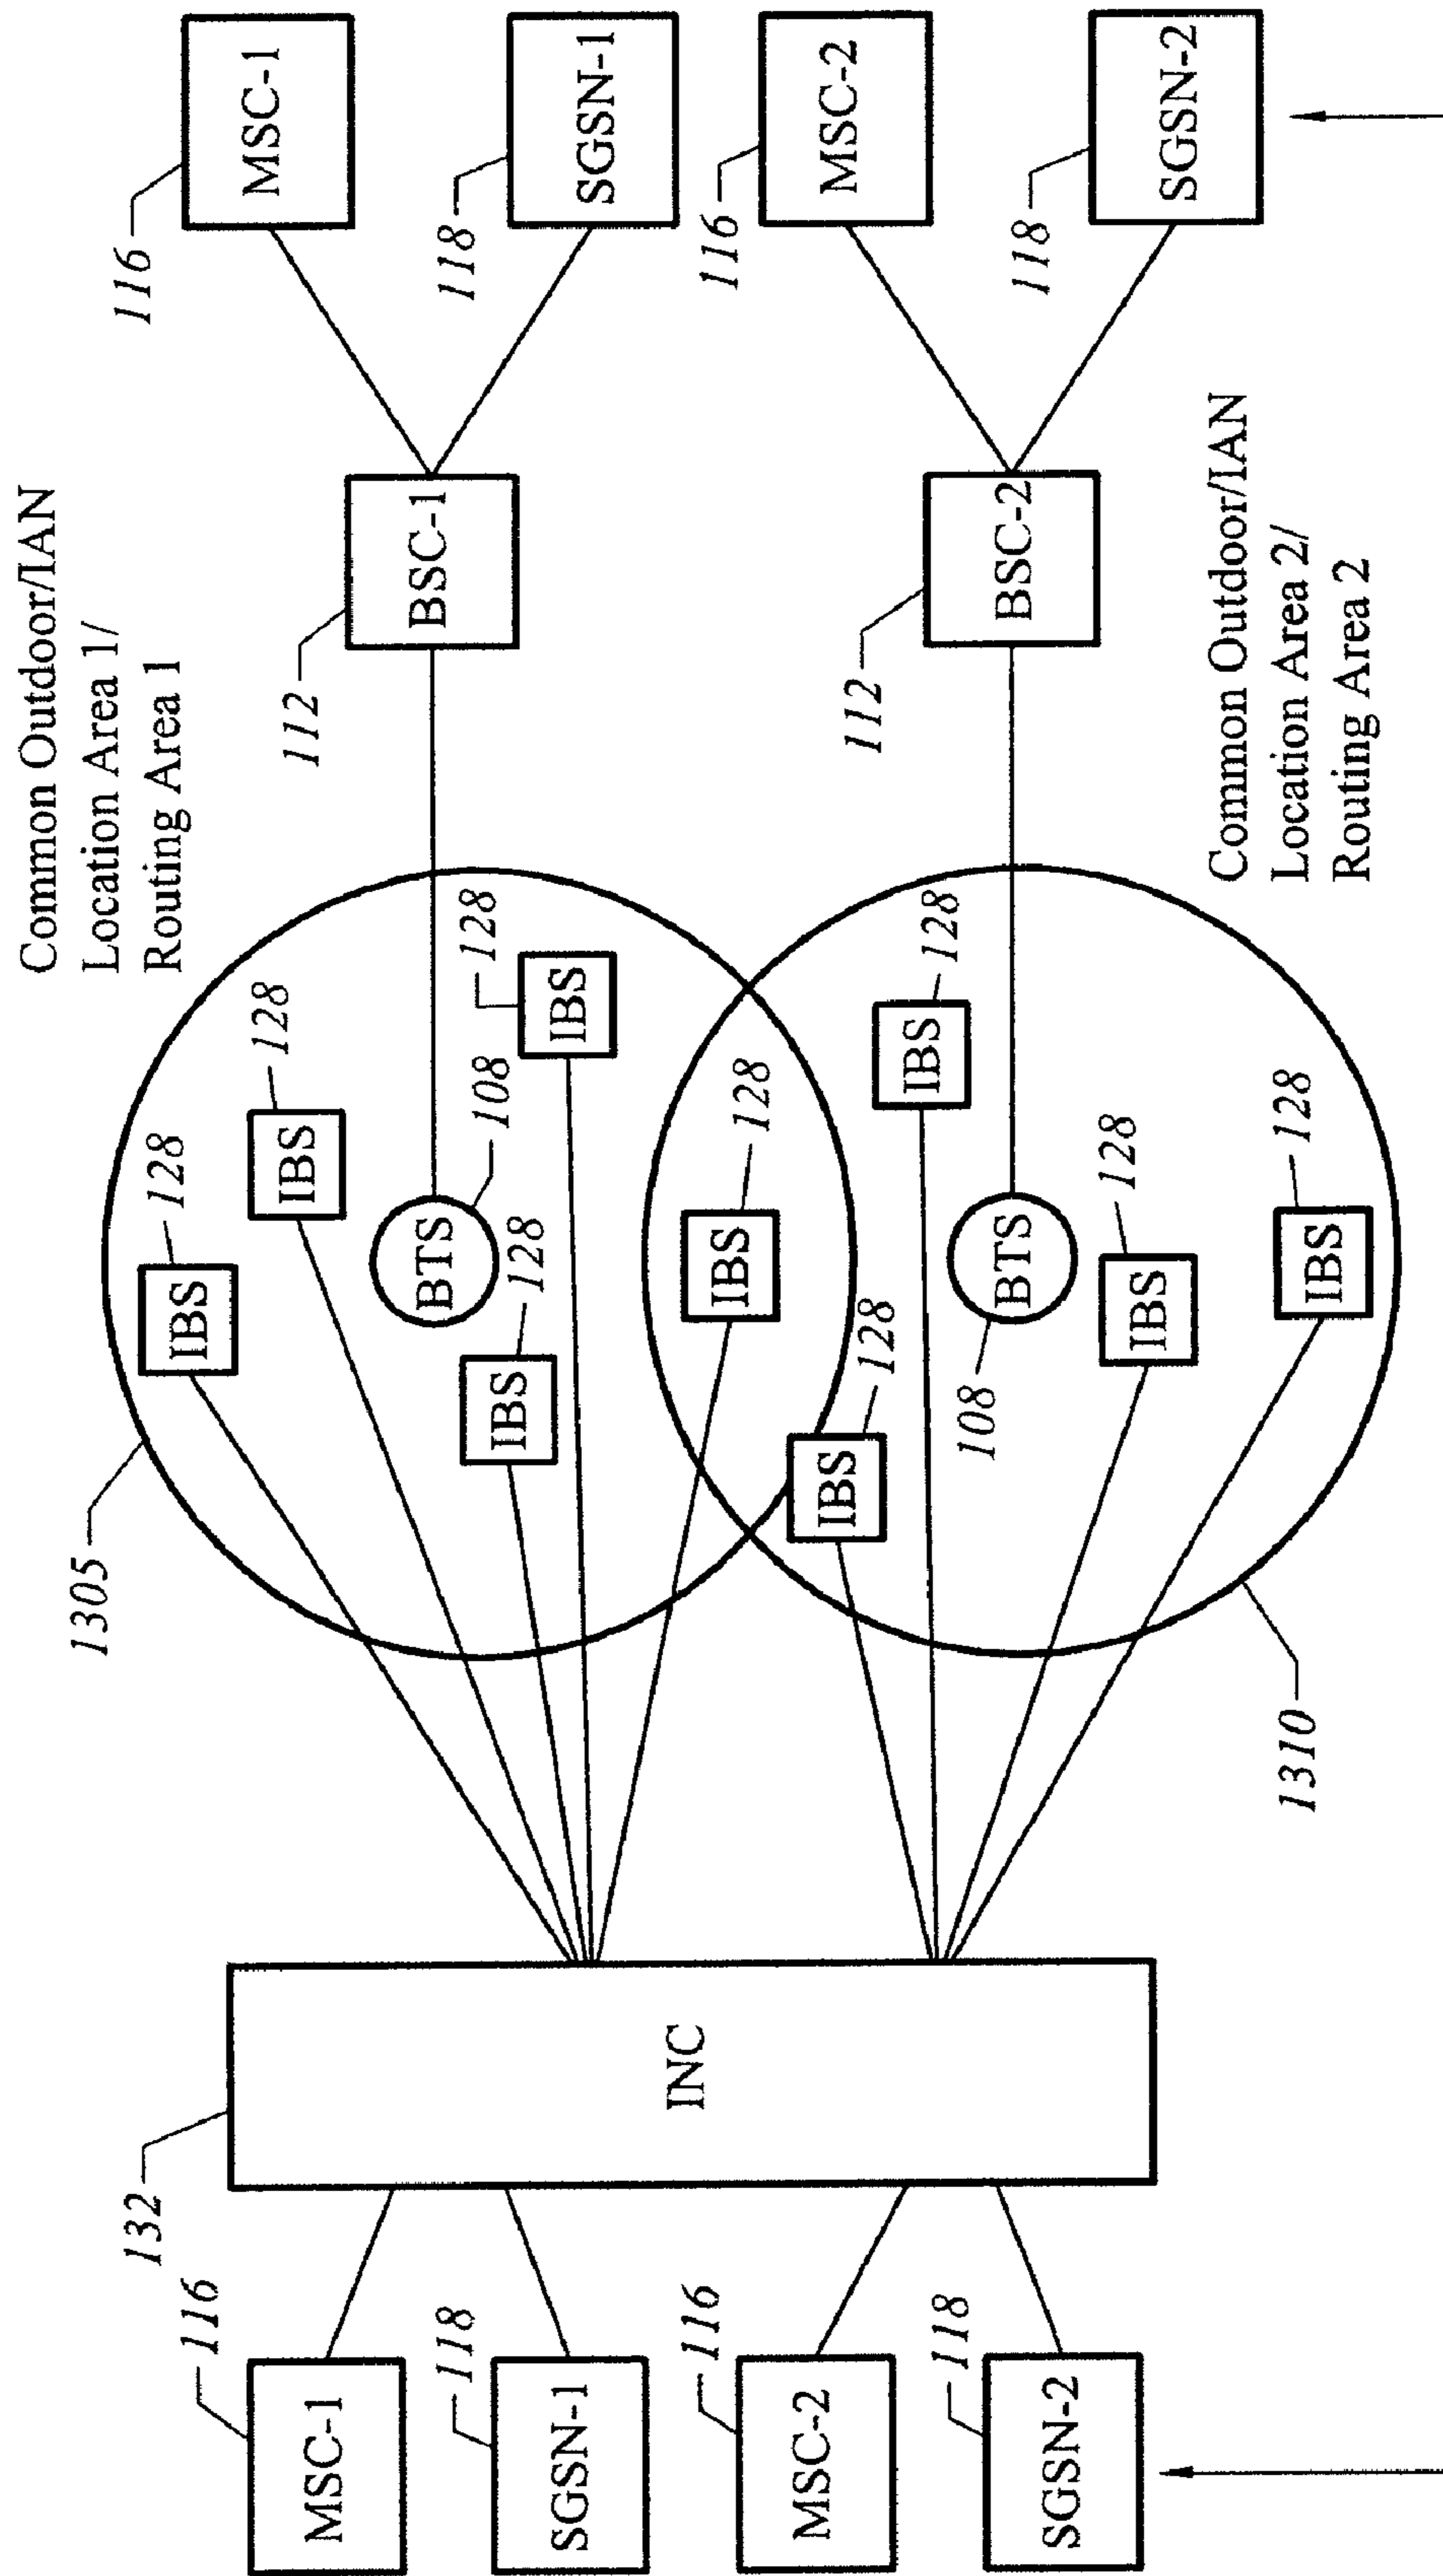 Common Outdoor/IAN
Location Area 1/
Routing Area 1
1305
132
116
MSC-1
118
SGSN-1
116
MSC-2
118
SGSN-2
INC
128
IBS
128
IBS
108
BTS
128
IBS
128
IBS
128
IBS
128
IBS
128
IBS
108
BTS
128
IBS
128
IBS
1310
112
BSC-1
112
BSC-2
116
MSC-1
118
SGSN-1
116
MSC-2
118
SGSN-2
Common Outdoor/IAN
Location Area 2/
Routing Area 2